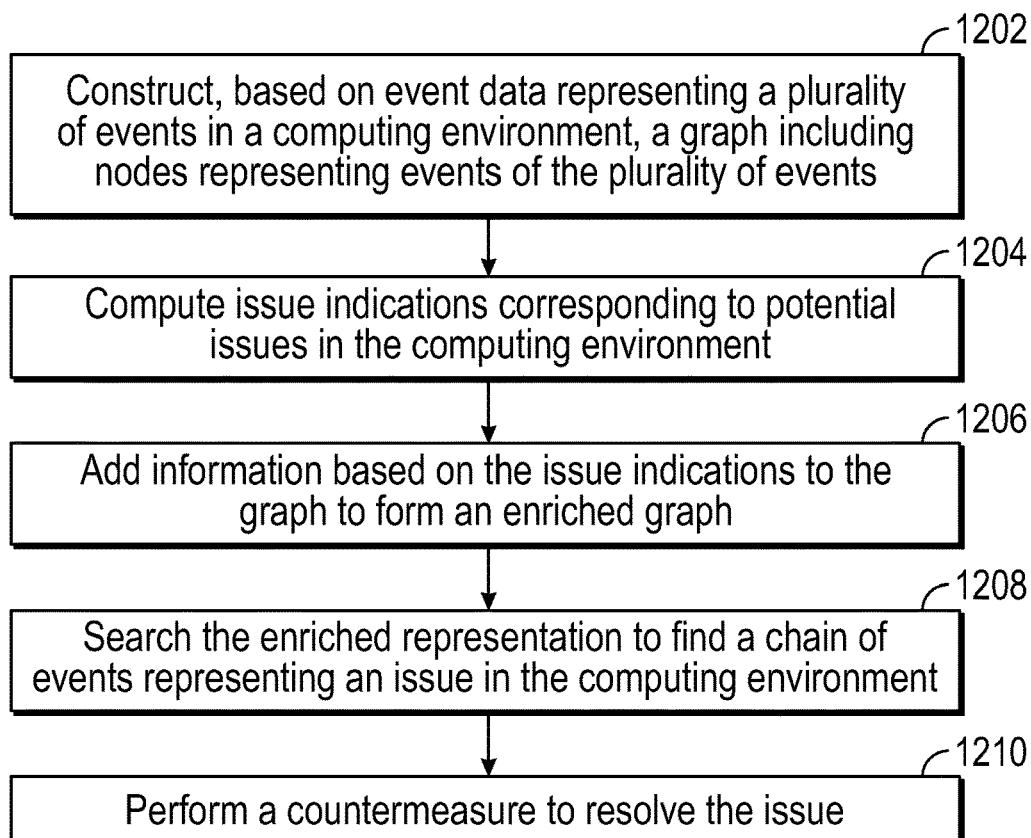 1202
Construct, based on event data representing a plurality
of events in a computing environment, a graph including
nodes representing events of the plurality of events
1204
Compute issue indications corresponding to potential
issues in the computing environment
1206
Add information based on the issue indications to the
graph to form an enriched graph
1208
Search the enriched representation to find a chain of
events representing an issue in the computing environment
1210
Perform a countermeasure to resolve the issue